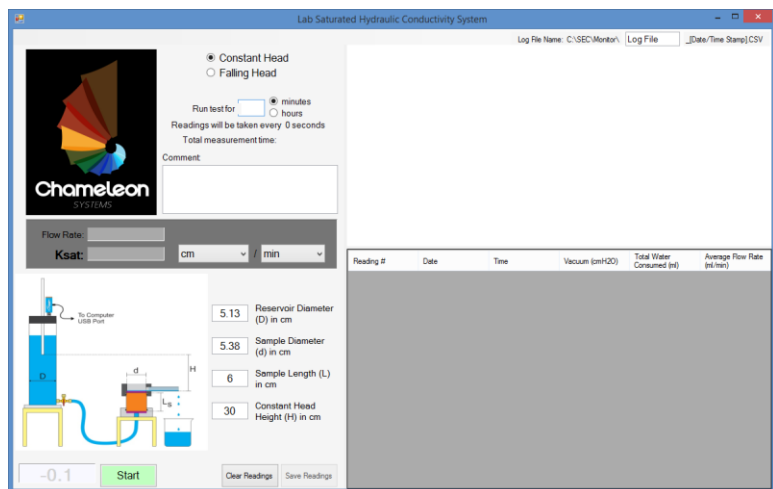 Lab Saturated Hydraulic Conductivity System
Log File Name: C:\SEC\Monitor\ Log File _[Date/Time Stamp].CSV
Constant Head
Falling Head
Run test for
minutes
hours
Readings will be taken every 0 seconds
Total measurement time:
Comment:
Chameleon
SYSTEMS
Flow Rate:
Ksat: cm / min
Reading # Date Time Vacuum (cmH2O) Total Water Consumed (ml) Average Flow Rate (ml/min)
To Computer
USB Port
D
d
H
Ls
5.13 Reservoir Diameter
(D) in cm
5.38 Sample Diameter
(d) in cm
6 Sample Length (L)
in cm
30 Constant Head
Height (H) in cm
-0.1 Start Clear Readings Save Readings